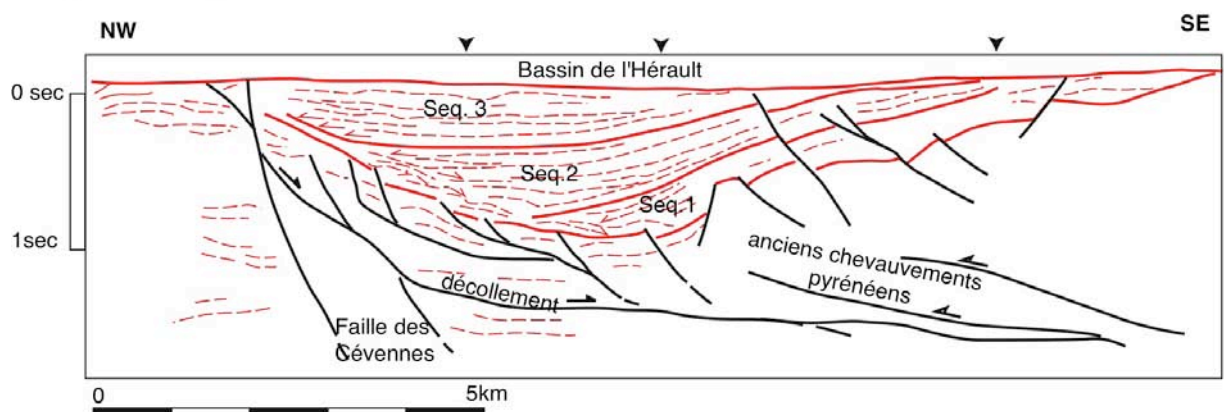 NW
SE
Bassin de l'Hérault
0 sec
Seq. 3
Seq.2
Seq.1
1sec
anciens chevauvements
pyrénéens
décollement
Faille des
Cévennes
0
5km